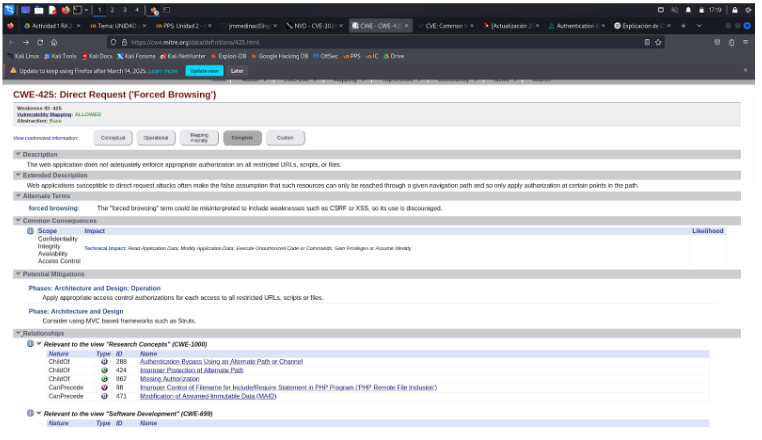 1 2 3 4
17:19
Actividad 1 RA 2
Tema: UNIDAD
PPS: Unidad 2
jmmedinac03vp
NVD - CVE-202
CWE - CWE-425
CVE: Common V
[Actualización 2
Authentication B
Explicación de C
https://cwe.mitre.org/data/definitions/425.html
Kali Linux Kali Tools Kali Docs Kali Forums Kali NetHunter Exploit-DB Google Hacking DB OffSec PPS IC Drive
Update to keep using Firefox after March 14, 2025. Learn more Update now Later
CWE-425: Direct Request ('Forced Browsing')
Weakness ID: 425
Vulnerability Mapping: ALLOWED
Abstraction: Base
View customized information: Conceptual Operational Mapping Friendly Complete Custom
Description
The web application does not adequately enforce appropriate authorization on all restricted URLs, scripts, or files.
Extended Description
Web applications susceptible to direct request attacks often make the false assumption that such resources can only be reached through a given navigation path and so only apply authorization at certain points in the path.
Alternate Terms
forced browsing: The "forced browsing" term could be misinterpreted to include weaknesses such as CSRF or XSS, so its use is discouraged.
Common Consequences
Scope Impact Likelihood
Confidentiality
Integrity
Availability
Access Control
Technical Impact: Read Application Data; Modify Application Data; Execute Unauthorized Code or Commands; Gain Privileges or Assume Identity
Potential Mitigations
Phases: Architecture and Design; Operation
Apply appropriate access control authorizations for each access to all restricted URLs, scripts or files.
Phase: Architecture and Design
Consider using MVC based frameworks such as Struts.
Relationships
Relevant to the view "Research Concepts" (CWE-1000)
Nature Type ID Name
ChildOf B 288 Authentication Bypass Using an Alternate Path or Channel
ChildOf C 424 Improper Protection of Alternate Path
ChildOf C 862 Missing Authorization
CanPrecede V 98 Improper Control of Filename for Include/Require Statement in PHP Program ('PHP Remote File Inclusion')
CanPrecede B 471 Modification of Assumed-Immutable Data (MAID)
Relevant to the view "Software Development" (CWE-699)
Nature Type ID Name